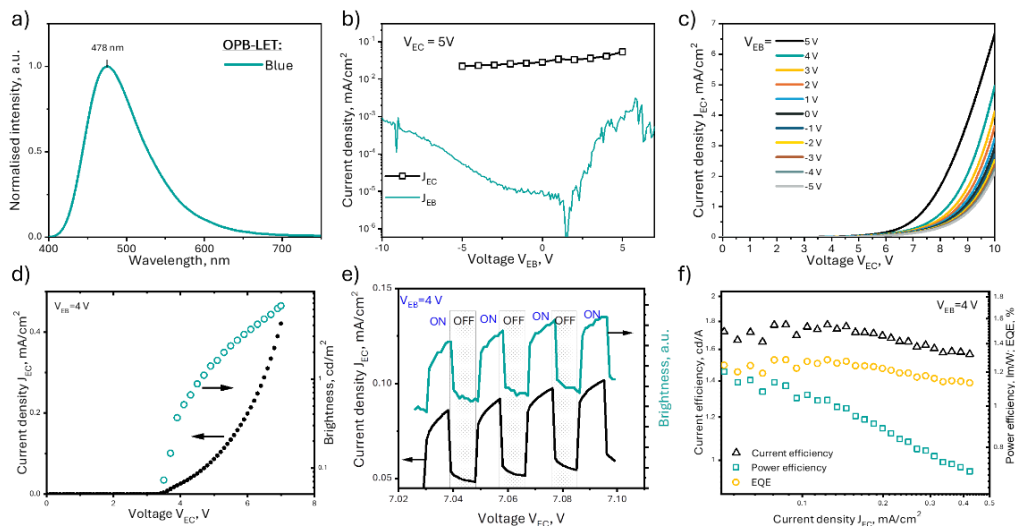 a)
478 nm
OPB-LET:
Blue
Normalised intensity, a.u.
1.0
0.5
0.0
400 500 600 700
Wavelength, nm
b)
V_EC = 5V
Current density, mA/cm²
10⁰
10⁻¹
10⁻²
10⁻³
10⁻⁴
10⁻⁵
10⁻⁶
J_EC
J_EB
-10 -5 0 5
Voltage V_EB, V
c)
V_EB=
5 V
4 V
3 V
2 V
1 V
0 V
-1 V
-2 V
-3 V
-4 V
-5 V
Current density J_EC, mA/cm²
7
6
5
4
3
2
1
0
0 1 2 3 4 5 6 7 8 9 10
Voltage V_EC, V
d)
V_EB=4 V
Current density J_EC, mA/cm²
0.4
0.2
0.0
Brightness, cd/m²
1
0.1
0 2 4 6 8
Voltage V_EC, V
e)
V_EB=4 V
ON OFF ON OFF ON OFF ON
Current density J_EC, mA/cm²
0.15
0.10
0.05
Brightness, a.u.
7.02 7.04 7.06 7.08 7.10
Voltage V_EC, V
f)
V_EB=4 V
Current efficiency, cd/A
2
1.8
1.6
1.4
1.2
1
Power efficiency, lm/W; EQE, %
1.8
1.6
1.4
1.2
1
0.8
Current efficiency
Power efficiency
EQE
0.1 0.2 0.3 0.4 0.5
Current density J_EC, mA/cm²